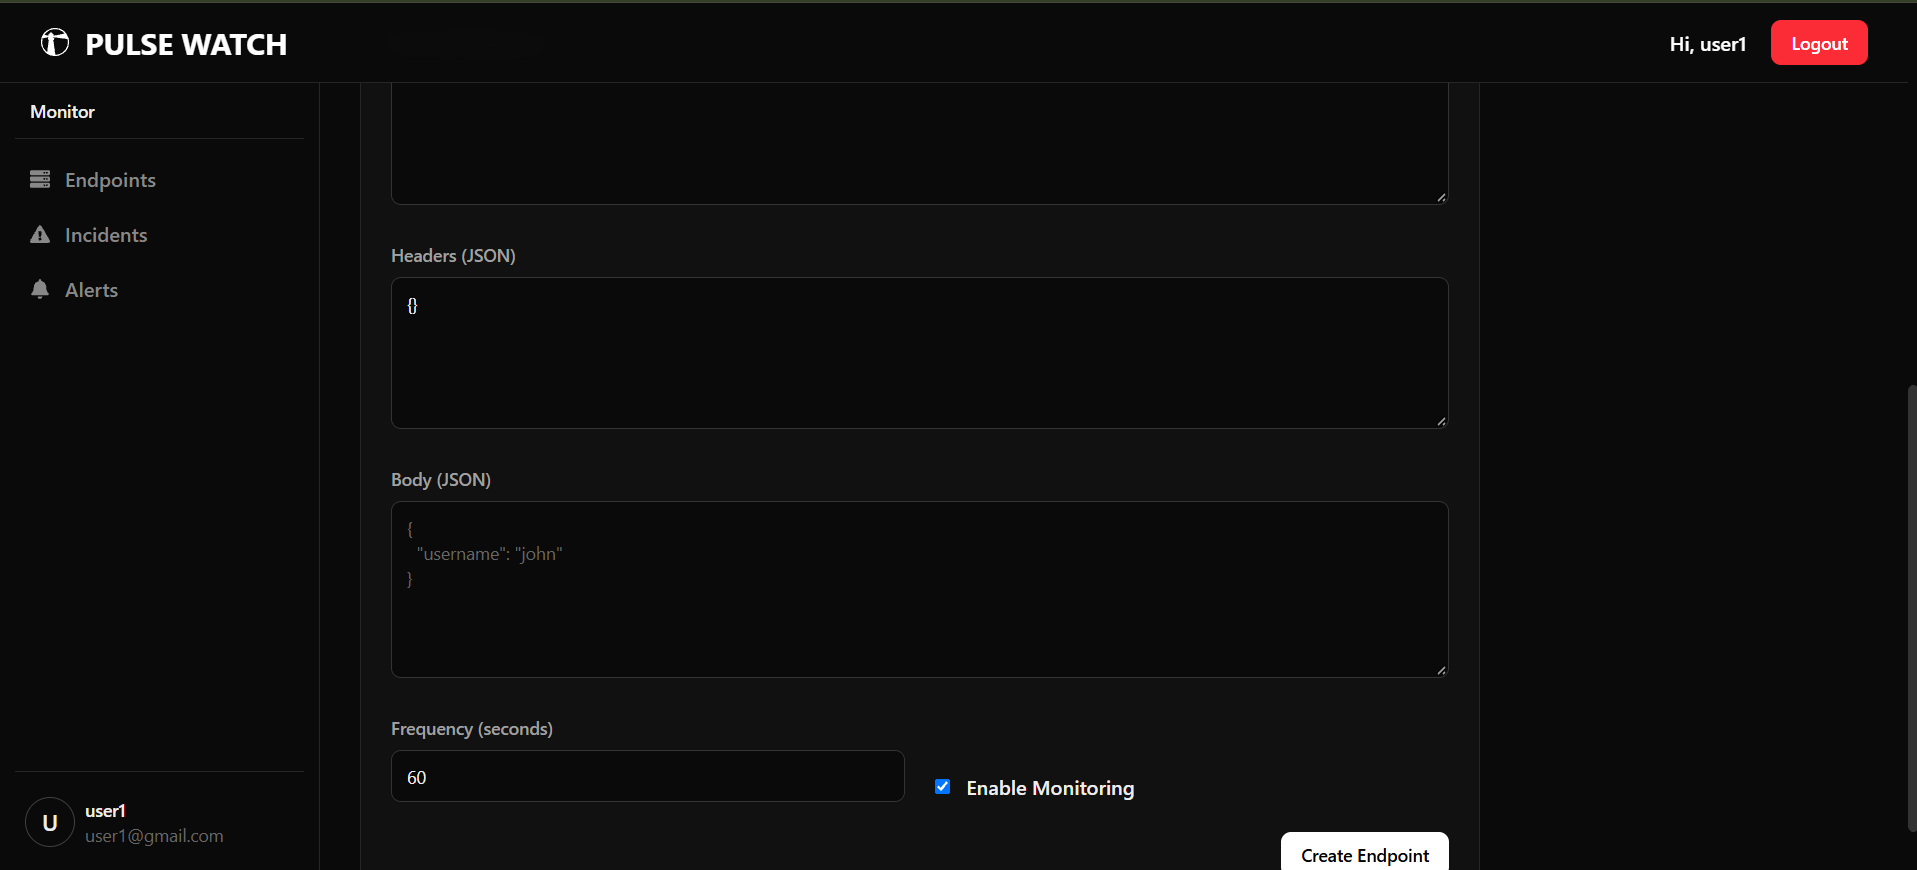 PULSE WATCH
Hi, user1
Logout
Monitor
Endpoints
Incidents
Alerts
Headers (JSON)
{}
Body (JSON)
{
"username": "john"
}
Frequency (seconds)
60
Enable Monitoring
Create Endpoint
U
user1
user1@gmail.com